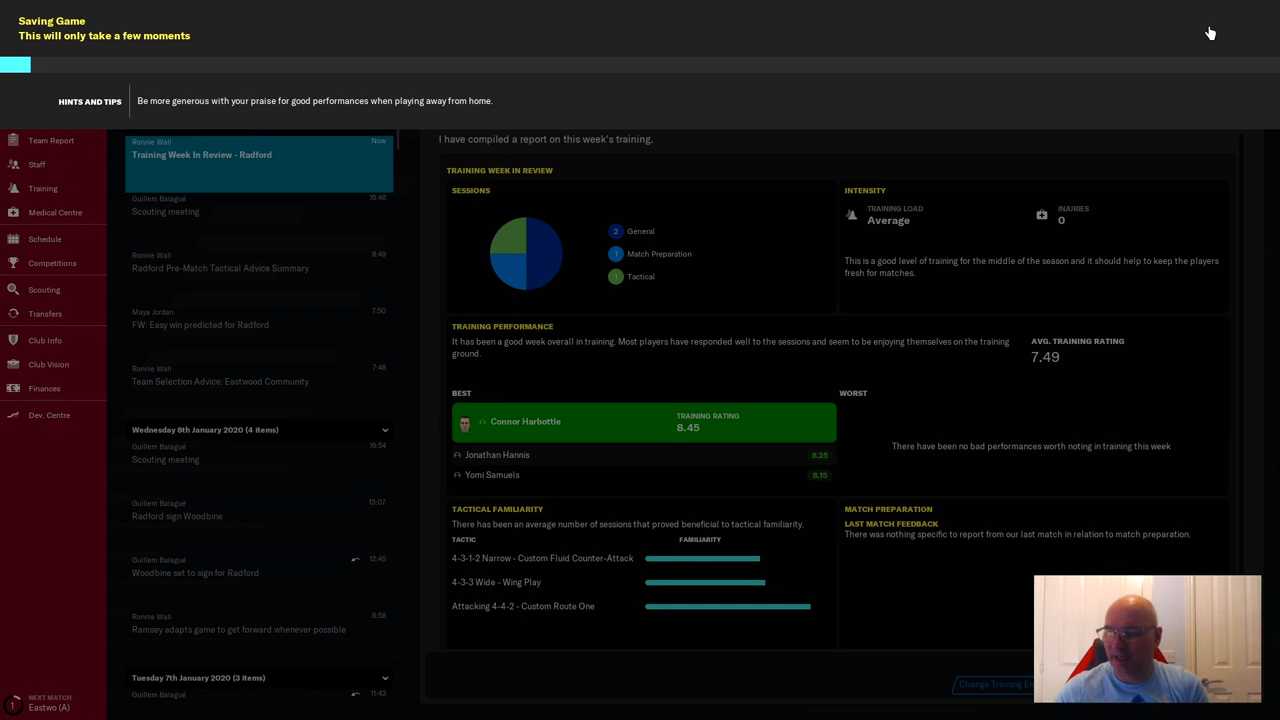 Saving Game
This will only take a few moments
HINTS AND TIPS
Be more generous with your praise for good performances when playing away from home.
Team Report
Staff
Training
Medical Centre
Schedule
Competitions
Scouting
Transfers
Club Info
Club Vision
Finances
Dev. Centre
1
NEXT MATCH
Eastwo (A)
Ronnie Wall Now
Training Week In Review - Radford
Guillem Balagué 16:46
Scouting meeting
Ronnie Wall 8:49
Radford Pre-Match Tactical Advice Summary
Maya Jordan 7:50
FW: Easy win predicted for Radford
Ronnie Wall 7:48
Team Selection Advice: Eastwood Community
Wednesday 8th January 2020 (4 items)
Guillem Balagué 16:54
Scouting meeting
Guillem Balagué 13:07
Radford sign Woodbine
Guillem Balagué 12:45
Woodbine set to sign for Radford
Ronnie Wall 8:58
Ramsey adapts game to get forward whenever possible
Tuesday 7th January 2020 (3 items)
Guillem Balagué 11:43
I have compiled a report on this week's training.
TRAINING WEEK IN REVIEW
SESSIONS
2 General
1 Match Preparation
1 Tactical
INTENSITY
TRAINING LOAD
Average
INJURIES
0
This is a good level of training for the middle of the season and it should help to keep the players
fresh for matches.
TRAINING PERFORMANCE
It has been a good week overall in training. Most players have responded well to the sessions and seem to be enjoying themselves on the training
ground.
AVG. TRAINING RATING
7.49
BEST
Connor Harbottle
TRAINING RATING
8.45
Jonathan Hannis 8.25
Yomi Samuels 8.15
WORST
There have been no bad performances worth noting in training this week
TACTICAL FAMILIARITY
There has been an average number of sessions that proved beneficial to tactical familiarity.
TACTIC FAMILIARITY
4-3-1-2 Narrow - Custom Fluid Counter-Attack
4-3-3 Wide - Wing Play
Attacking 4-4-2 - Custom Route One
MATCH PREPARATION
LAST MATCH FEEDBACK
There was nothing specific to report from our last match in relation to match preparation.
Change Training En